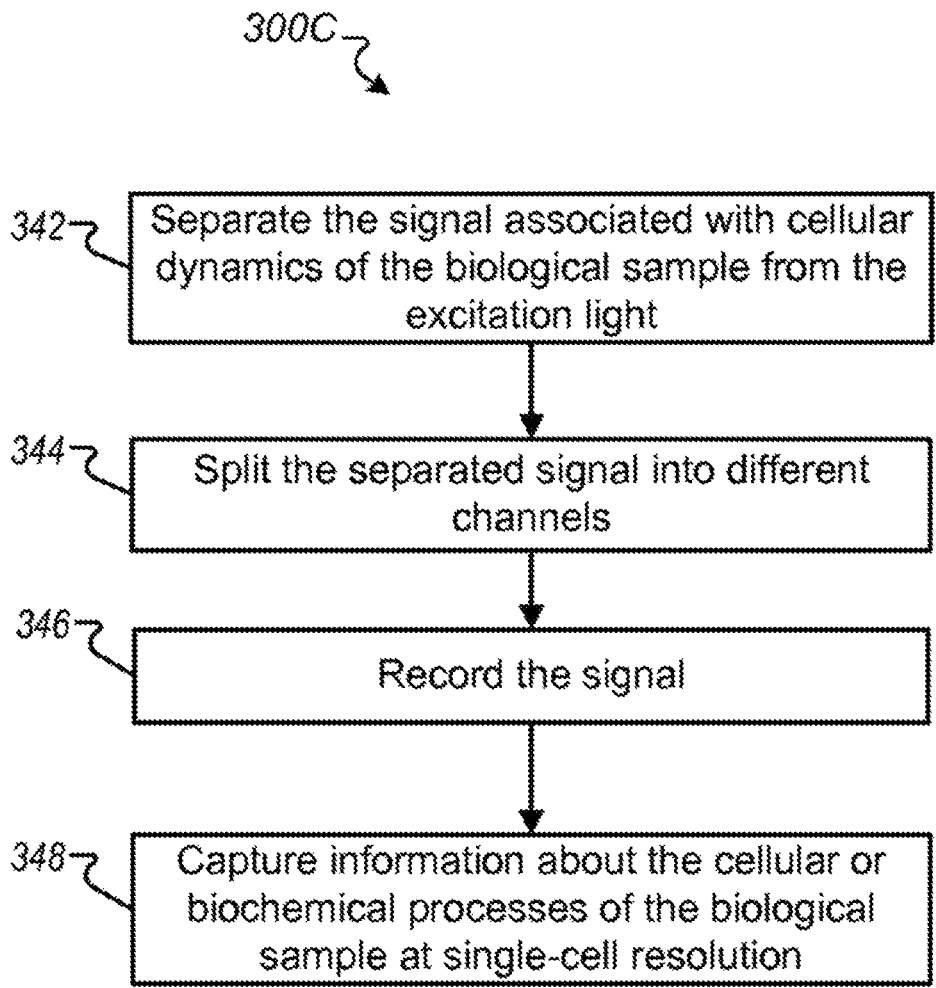 300C
342
Separate the signal associated with cellular
dynamics of the biological sample from the
excitation light
344
Split the separated signal into different
channels
346
Record the signal
348
Capture information about the cellular or
biochemical processes of the biological
sample at single-cell resolution